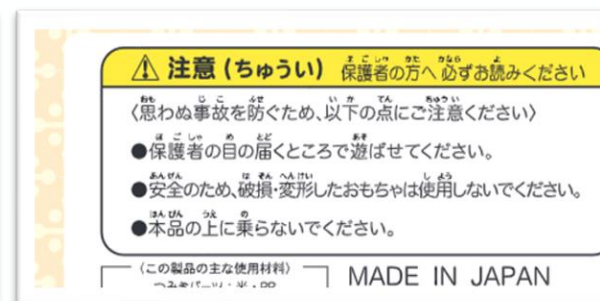 ⚠ 注意(ちゅうい) 保護者の方へ 必ずお読みください
〈思わぬ事故を防ぐため、以下の点にご注意ください〉
●保護者の目の届くところで遊ばせてください。
●安全のため、破損・変形したおもちゃは使用しないでください。
●本品の上に乗らないでください。
〈この製品の主な使用材料〉
MADE IN JAPAN